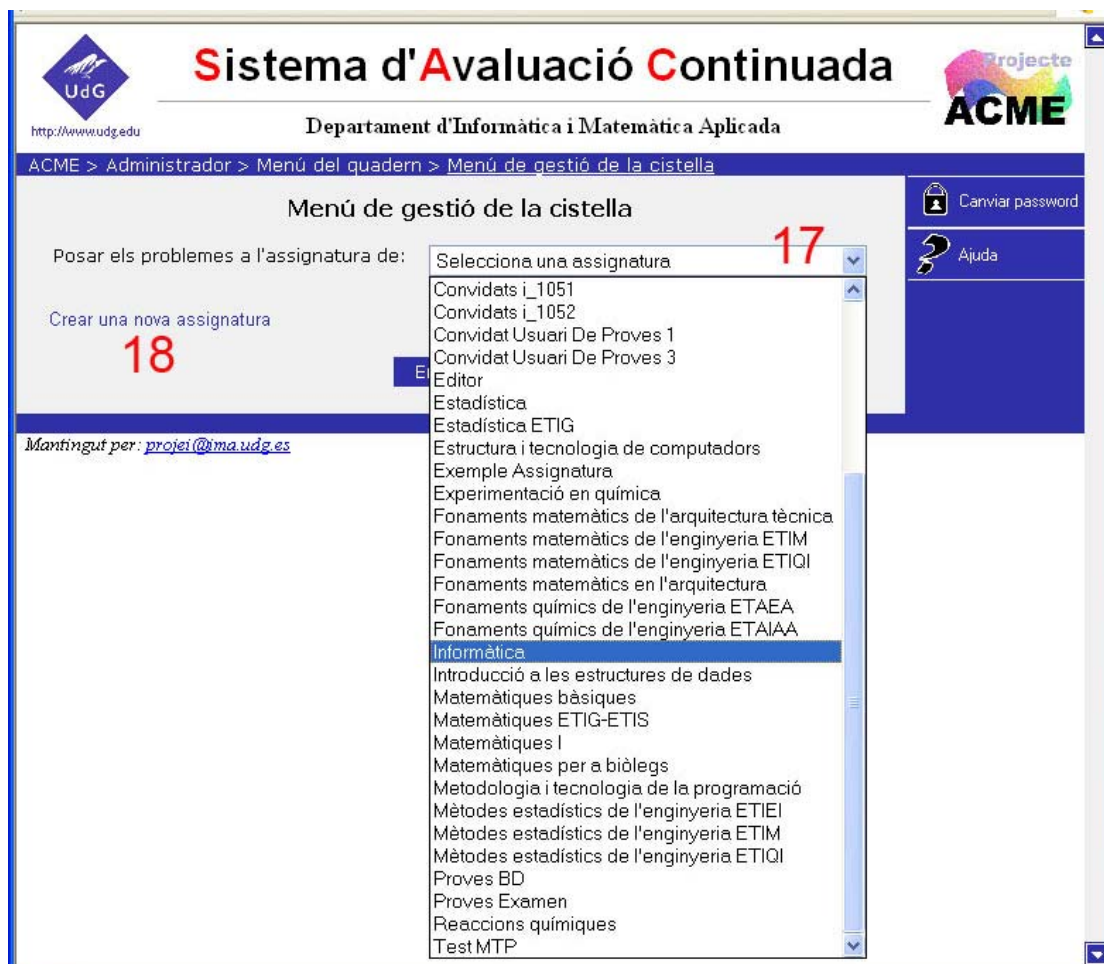 UdG
http://www.udg.edu
Sistema d'Avaluació Continuada
Departament d'Informàtica i Matemàtica Aplicada
Projecte
ACME
ACME > Administrador > Menú del quadern > Menú de gestió de la cistella
Menú de gestió de la cistella
Canviar password
Ajuda
Posar els problemes a l'assignatura de:
Selecciona una assignatura
17
Crear una nova assignatura
18
Convidats i_1051
Convidats i_1052
Convidat Usuari De Proves 1
Convidat Usuari De Proves 3
Editor
Estadística
Estadística ETIG
Estructura i tecnologia de computadors
Exemple Assignatura
Experimentació en química
Fonaments matemàtics de l'arquitectura tècnica
Fonaments matemàtics de l'enginyeria ETIM
Fonaments matemàtics de l'enginyeria ETIQI
Fonaments matemàtics en l'arquitectura
Fonaments químics de l'enginyeria ETAEA
Fonaments químics de l'enginyeria ETAIAA
Informàtica
Introducció a les estructures de dades
Matemàtiques bàsiques
Matemàtiques ETIG-ETIS
Matemàtiques I
Matemàtiques per a biòlegs
Metodologia i tecnologia de la programació
Mètodes estadístics de l'enginyeria ETIEI
Mètodes estadístics de l'enginyeria ETIM
Mètodes estadístics de l'enginyeria ETIQI
Proves BD
Proves Examen
Reaccions químiques
Test MTP
Mantingut per: projei@ima.udg.es